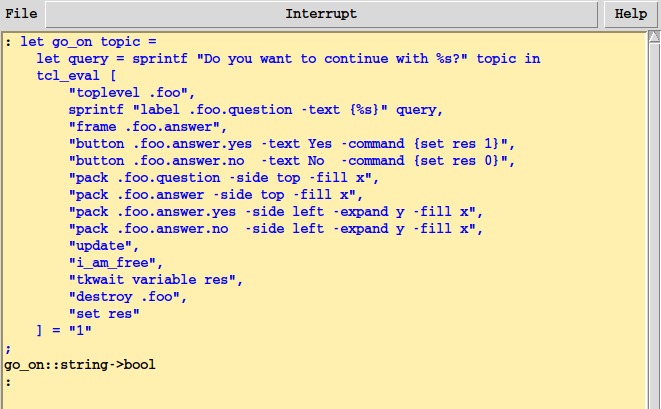 File Interrupt Help
: let go_on topic =
    let query = sprintf "Do you want to continue with %s?" topic in
    tcl_eval [
        "toplevel .foo",
        sprintf "label .foo.question -text {%s}" query,
        "frame .foo.answer",
        "button .foo.answer.yes -text Yes -command {set res 1}",
        "button .foo.answer.no  -text No  -command {set res 0}",
        "pack .foo.question -side top -fill x",
        "pack .foo.answer -side top -fill x",
        "pack .foo.answer.yes -side left -expand y -fill x",
        "pack .foo.answer.no  -side left -expand y -fill x",
        "update",
        "i_am_free",
        "tkwait variable res",
        "destroy .foo",
        "set res"
    ] = "1"
;
go_on::string->bool
: